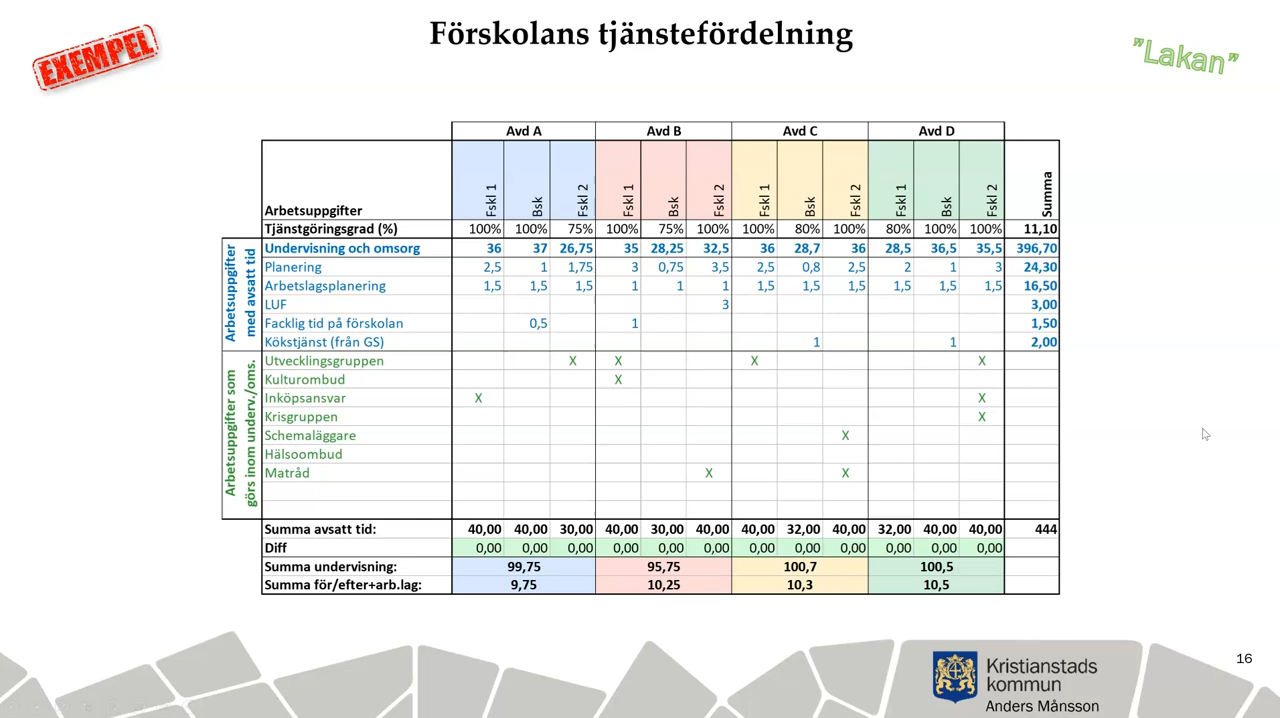 Förskolans tjänstefördelning
EXEMPEL
”Lakan”
Avd A Avd B Avd C Avd D
Arbetsuppgifter Fskl 1 Bsk Fskl 2 Fskl 1 Bsk Fskl 2 Fskl 1 Bsk Fskl 2 Fskl 1 Bsk Fskl 2 Summa
Tjänstgöringsgrad (%) 100% 100% 75% 100% 75% 100% 100% 80% 100% 80% 100% 100% 11,10
Arbetsuppgifter
med avsatt tid
Undervisning och omsorg 36 37 26,75 35 28,25 32,5 36 28,7 36 28,5 36,5 35,5 396,70
Planering 2,5 1 1,75 3 0,75 3,5 2,5 0,8 2,5 2 1 3 24,30
Arbetslagsplanering 1,5 1,5 1,5 1 1 1 1,5 1,5 1,5 1,5 1,5 1,5 16,50
LUF 3 3,00
Facklig tid på förskolan 0,5 1 1,50
Kökstjänst (från GS) 1 1 2,00
Arbetsuppgifter som
görs inom underv./oms.
Utvecklingsgruppen X X X X
Kulturombud X
Inköpsansvar X X
Krisgruppen X
Schemaläggare X
Hälsoombud
Matråd X X
Summa avsatt tid: 40,00 40,00 30,00 40,00 30,00 40,00 40,00 32,00 40,00 32,00 40,00 40,00 444
Diff 0,00 0,00 0,00 0,00 0,00 0,00 0,00 0,00 0,00 0,00 0,00 0,00
Summa undervisning: 99,75 95,75 100,7 100,5
Summa för/efter+arb.lag: 9,75 10,25 10,3 10,5
16
Kristianstads
kommun
Anders Månsson